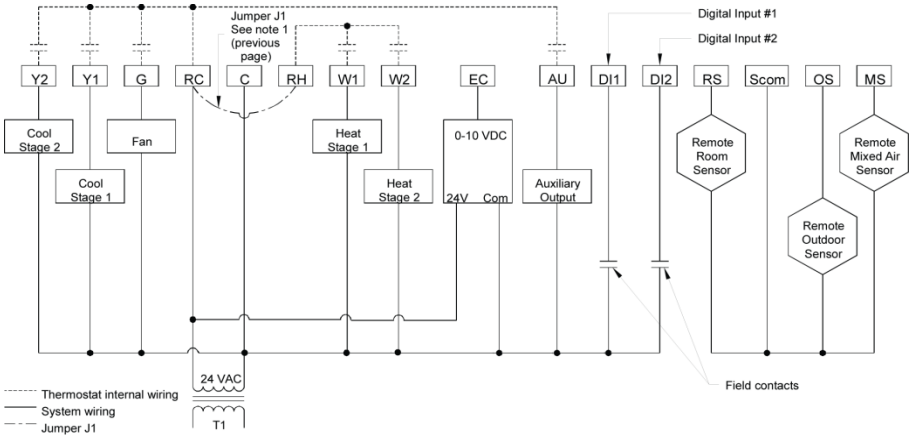 Jumper J1
See note 1
(previous
page)
Digital Input #1
Digital Input #2
Y2
Y1
G
RC
C
RH
W1
W2
EC
AU
DI1
DI2
RS
Scom
OS
MS
Cool
Stage 2
Cool
Stage 1
Fan
Heat
Stage 1
Heat
Stage 2
0-10 VDC
24V
Com
Auxiliary
Output
Remote
Room
Sensor
Remote
Outdoor
Sensor
Remote
Mixed Air
Sensor
24 VAC
T1
Field contacts
Thermostat internal wiring
System wiring
Jumper J1